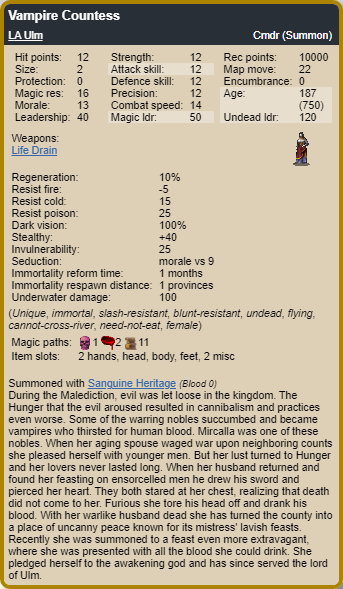 Vampire Countess
LA Ulm Cmdr (Summon)
Hit points: 12 Strength: 12 Rec points: 10000
Size: 2 Attack skill: 12 Map move: 22
Protection: 0 Defence skill: 12 Encumbrance: 0
Magic res: 16 Precision: 12 Age: 187
Morale: 13 Combat speed: 14 (750)
Leadership: 40 Magic ldr: 50 Undead ldr: 120
Weapons:
Life Drain
Regeneration: 10%
Resist fire: -5
Resist cold: 15
Resist poison: 25
Dark vision: 100%
Stealthy: +40
Invulnerability: 25
Seduction: morale vs 9
Immortality reform time: 1 months
Immortality respawn distance: 1 provinces
Underwater damage: 100
(Unique, immortal, slash-resistant, blunt-resistant, undead, flying,
cannot-cross-river, need-not-eat, female)
Magic paths: 1 2 11
Item slots: 2 hands, head, body, feet, 2 misc
Summoned with Sanguine Heritage (Blood 0)
During the Malediction, evil was let loose in the kingdom. The
Hunger that the evil aroused resulted in cannibalism and practices
even worse. Some of the warring nobles succumbed and became
vampires who thirsted for human blood. Mircalla was one of these
nobles. When her aging spouse waged war upon neighboring counts
she pleased herself with younger men. But her lust turned to Hunger
and her lovers never lasted long. When her husband returned and
found her feasting on ensorcelled men he drew his sword and
pierced her heart. They both stared at her chest, realizing that death
did not come to her. Furious she tore his head off and drank his
blood. With her warlike husband dead she has turned the county into
a place of uncanny peace known for its mistress' lavish feasts.
Recently she was summoned to a feast even more extravagant,
where she was presented with all the blood she could drink. She
pledged herself to the awakening god and has since served the lord
of Ulm.